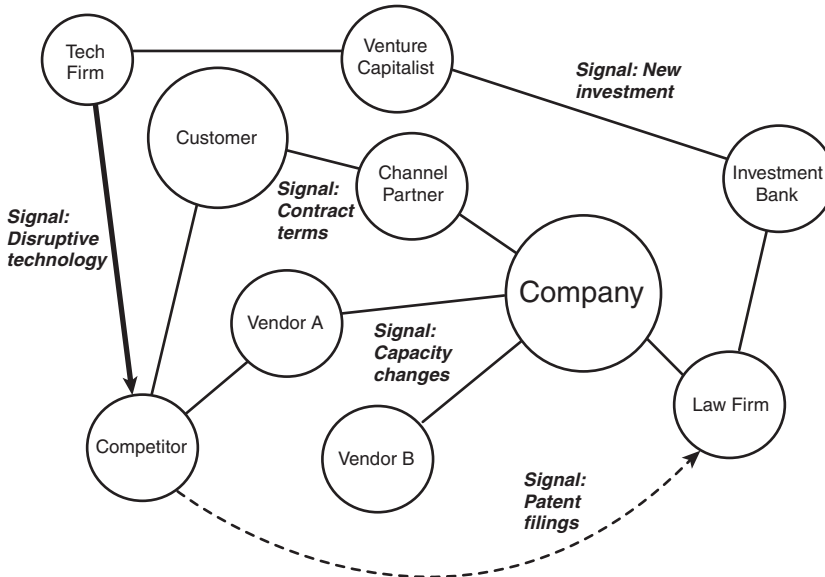 Tech
Firm
Venture
Capitalist
Signal: New
investment
Customer
Channel
Partner
Investment
Bank
Signal:
Contract
terms
Signal:
Disruptive
technology
Company
Vendor A
Signal:
Capacity
changes
Law Firm
Competitor
Vendor B
Signal:
Patent
filings